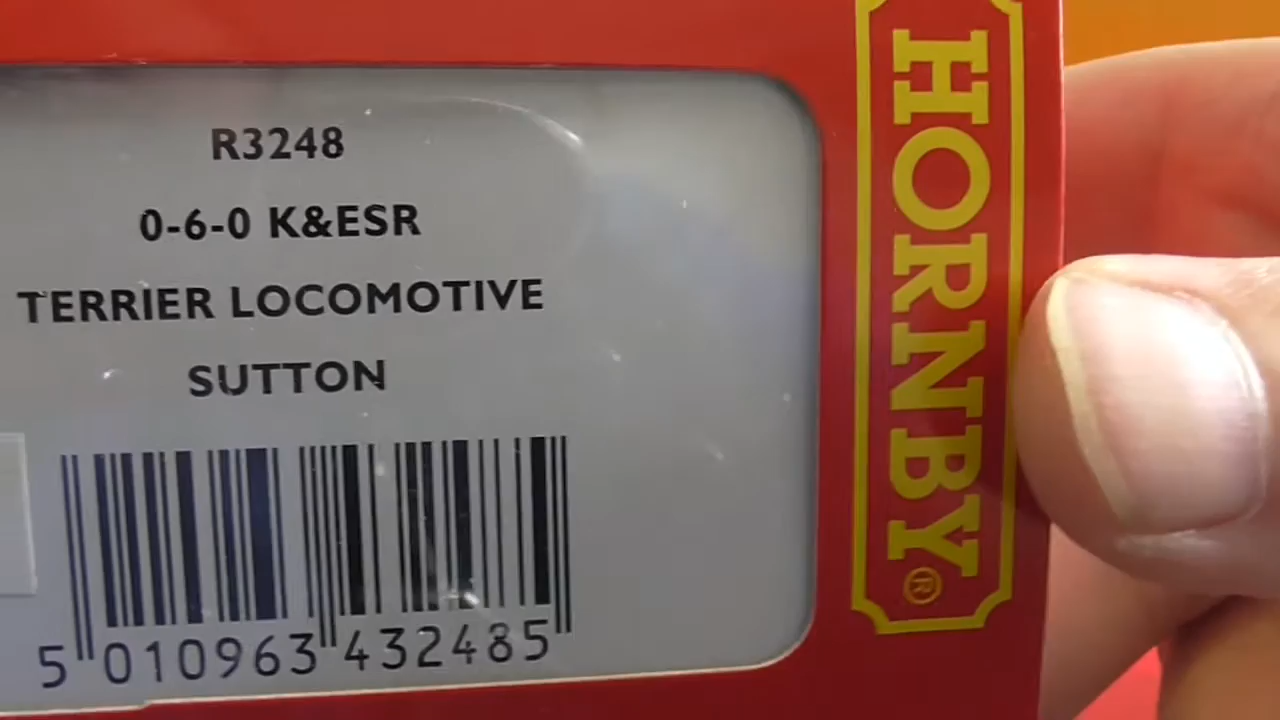 R3248
0-6-0 K&ESR
TERRIER LOCOMOTIVE
SUTTON
5 010963 432485
HORNBY®